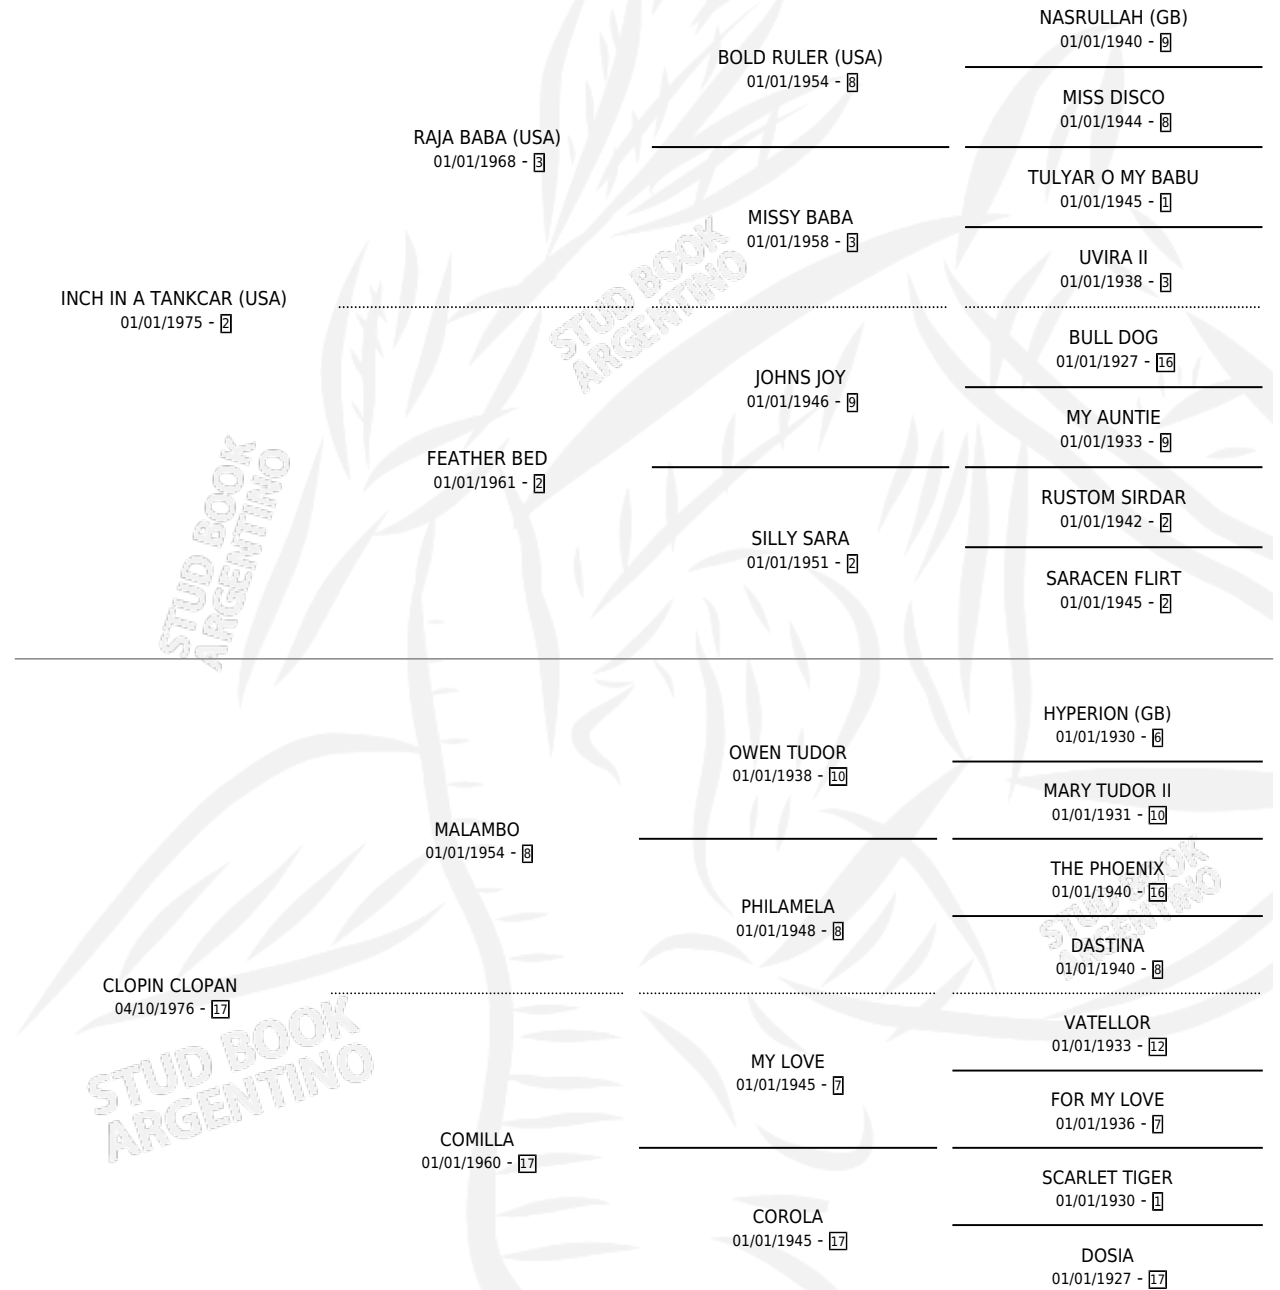 NASRULLAH (GB)
01/01/1940 - 9
BOLD RULER (USA)
01/01/1954 - 8
MISS DISCO
01/01/1944 - 8
RAJA BABA (USA)
01/01/1968 - 3
TULYAR O MY BABU
01/01/1945 - 1
MISSY BABA
01/01/1958 - 3
UVIRA II
01/01/1938 - 3
INCH IN A TANKCAR (USA)
01/01/1975 - 2
BULL DOG
01/01/1927 - 16
JOHNS JOY
01/01/1946 - 9
MY AUNTIE
01/01/1933 - 9
FEATHER BED
01/01/1961 - 2
RUSTOM SIRDAR
01/01/1942 - 2
SILLY SARA
01/01/1951 - 2
SARACEN FLIRT
01/01/1945 - 2
HYPERION (GB)
01/01/1930 - 6
OWEN TUDOR
01/01/1938 - 10
MARY TUDOR II
01/01/1931 - 10
MALAMBO
01/01/1954 - 8
THE PHOENIX
01/01/1940 - 16
PHILAMELA
01/01/1948 - 8
DASTINA
01/01/1940 - 8
CLOPIN CLOPAN
04/10/1976 - 17
VATELLOR
01/01/1933 - 12
MY LOVE
01/01/1945 - 7
FOR MY LOVE
01/01/1936 - 7
COMILLA
01/01/1960 - 17
SCARLET TIGER
01/01/1930 - 1
COROLA
01/01/1945 - 17
DOSIA
01/01/1927 - 17
STUD BOOK
ARGENTINO
STUD BOOK
ARGENTINO
STUD BOOK
ARGENTINO
STUD BOOK
ARGENTINO